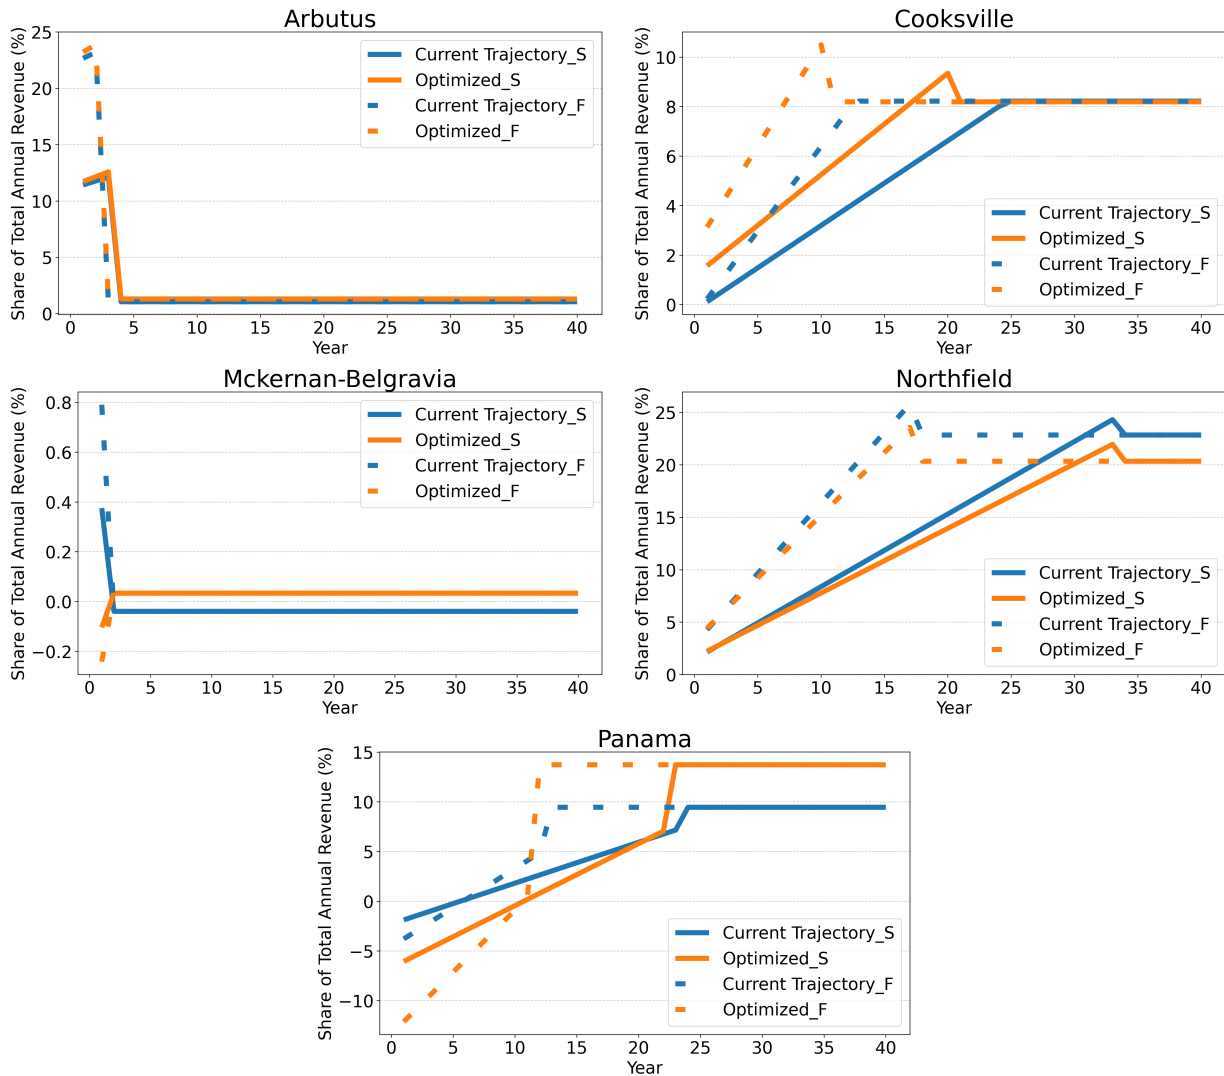 Arbutus
Share of Total Annual Revenue (%)
25
20
15
10
5
0
Current Trajectory_S
Optimized_S
Current Trajectory_F
Optimized_F
0 5 10 15 20 25 30 35 40
Year
Cooksville
Share of Total Annual Revenue (%)
10
8
6
4
2
0
Current Trajectory_S
Optimized_S
Current Trajectory_F
Optimized_F
0 5 10 15 20 25 30 35 40
Year
Mckernan-Belgravia
Share of Total Annual Revenue (%)
0.8
0.6
0.4
0.2
0.0
−0.2
Current Trajectory_S
Optimized_S
Current Trajectory_F
Optimized_F
0 5 10 15 20 25 30 35 40
Year
Northfield
Share of Total Annual Revenue (%)
25
20
15
10
5
0
Current Trajectory_S
Optimized_S
Current Trajectory_F
Optimized_F
0 5 10 15 20 25 30 35 40
Year
Panama
Share of Total Annual Revenue (%)
15
10
5
0
−5
−10
Current Trajectory_S
Optimized_S
Current Trajectory_F
Optimized_F
0 5 10 15 20 25 30 35 40
Year